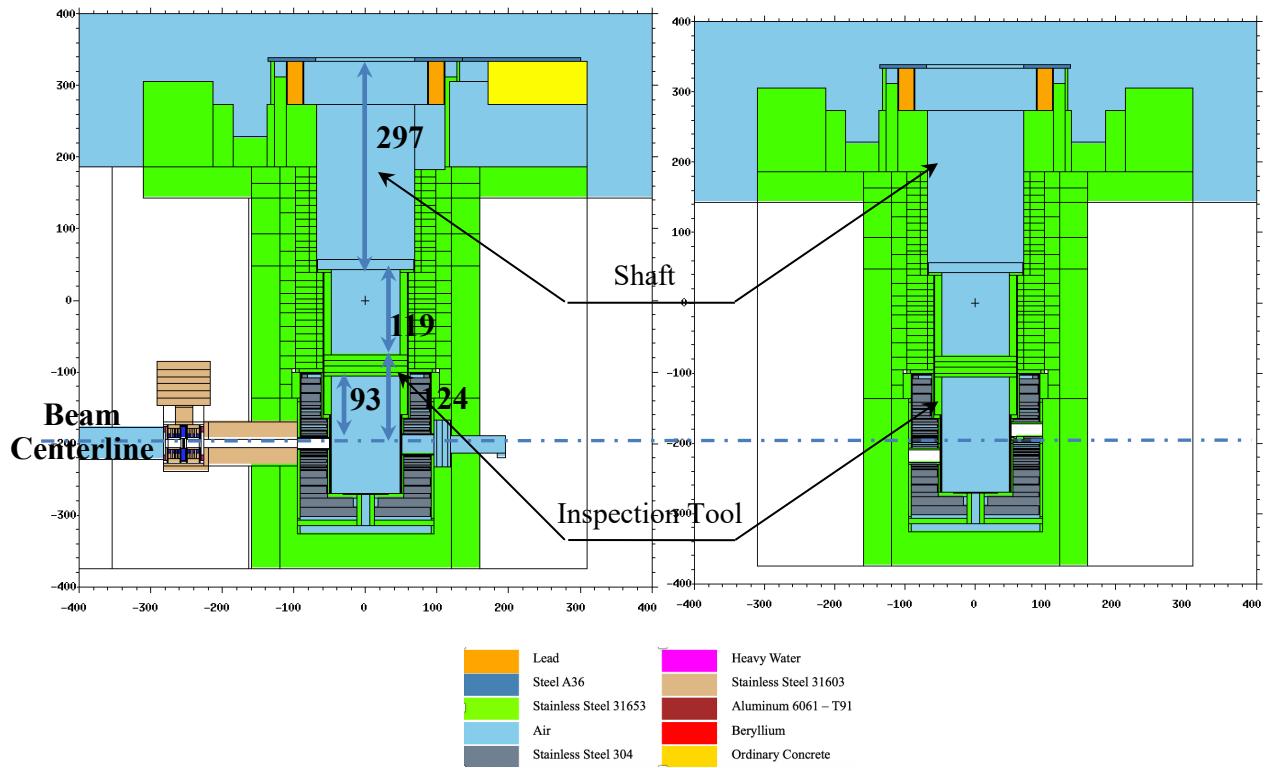 400
300
200
100
0
-100
-200
-300
-400
-400
-300
-200
-100
0
100
200
300
400
297
119
93
124
Beam
Centerline
Shaft
Inspection Tool
400
300
200
100
0
-100
-200
-300
-400
-400
-300
-200
-100
0
100
200
300
400
Lead
Steel A36
Stainless Steel 31653
Air
Stainless Steel 304
Heavy Water
Stainless Steel 31603
Aluminum 6061 – T91
Beryllium
Ordinary Concrete